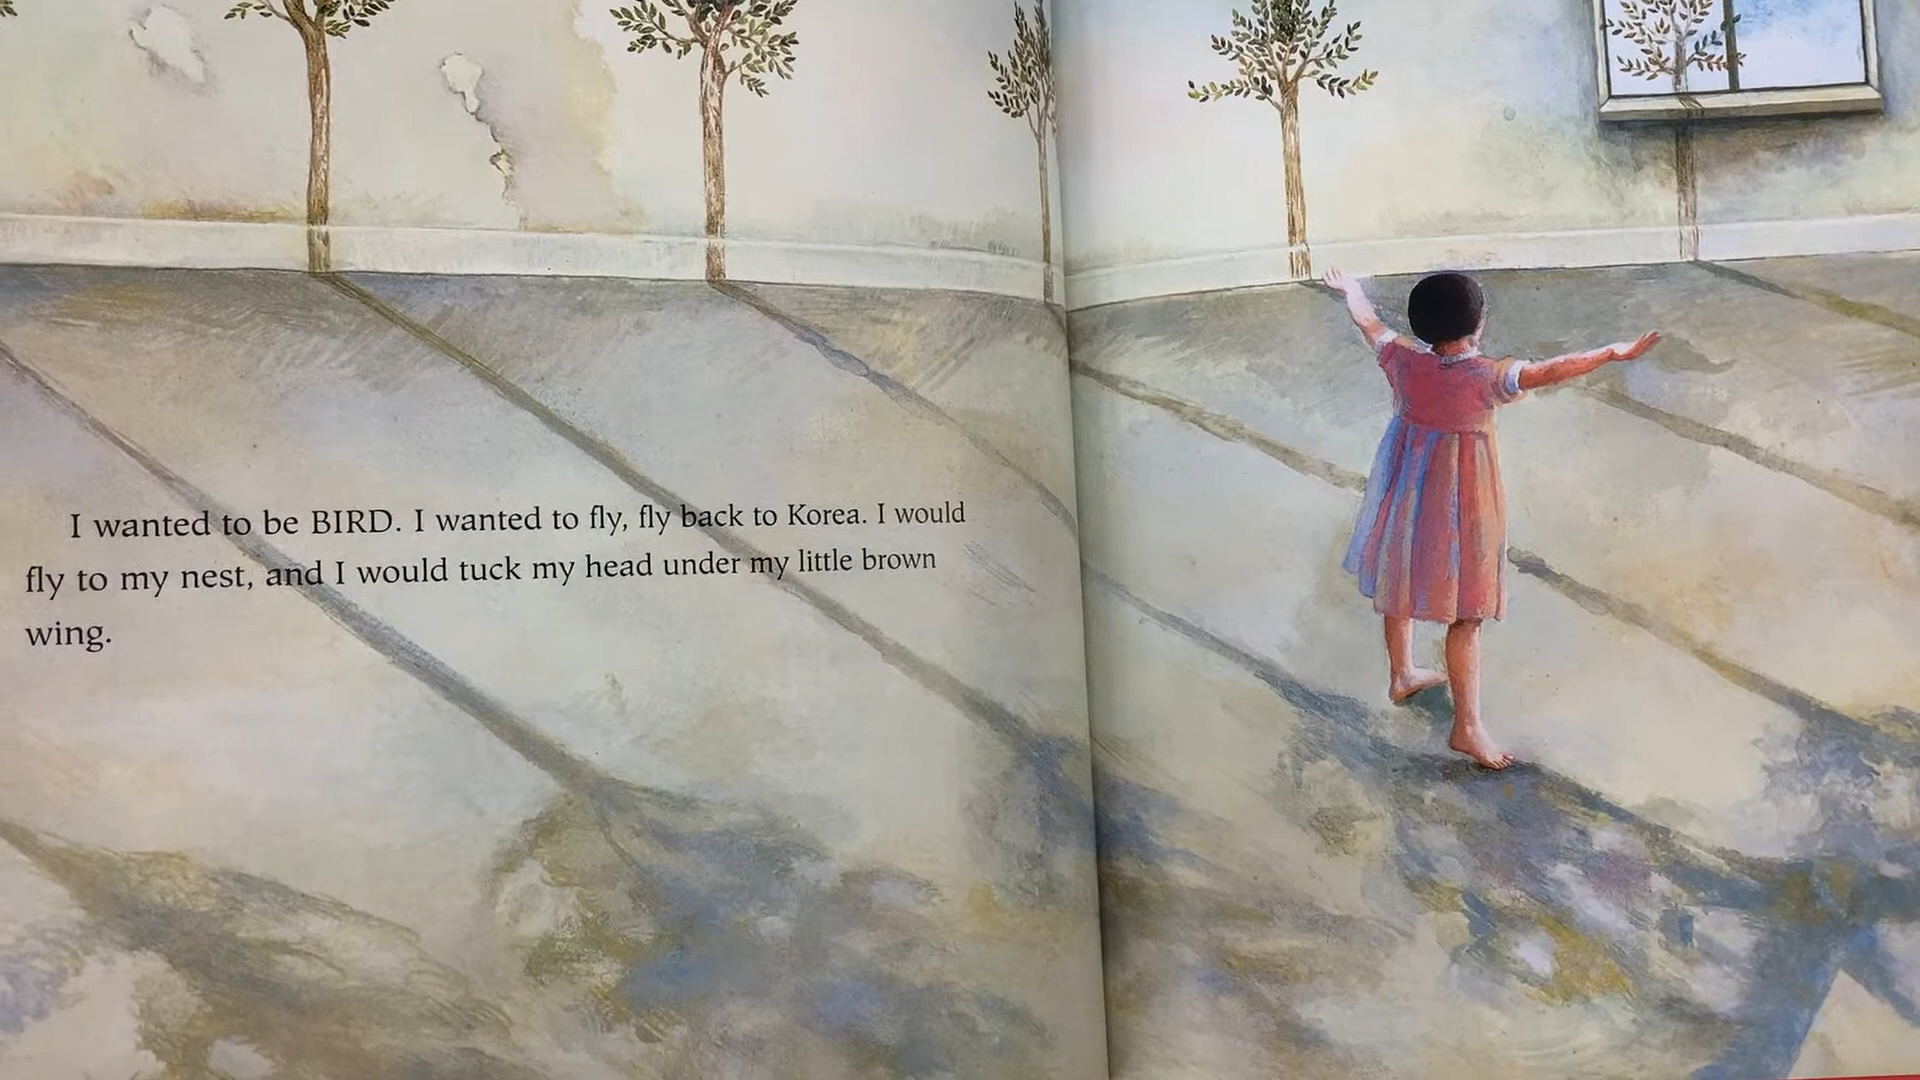 I wanted to be BIRD. I wanted to fly, fly back to Korea. I would
fly to my nest, and I would tuck my head under my little brown
wing.